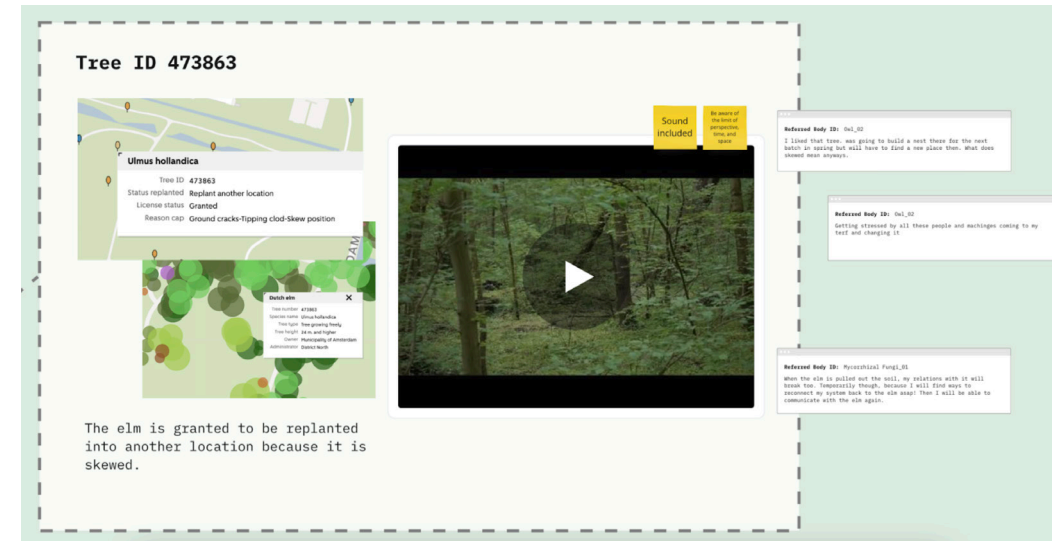 Tree ID 473863
Ulmus hollandica
Tree ID 473863
Status replanted Replant another location
License status Granted
Reason cap Ground cracks-Tipping clod-Skew position
DAM
Dutch elm X
Tree number 473863
Species name Ulmus hollandica
Tree type Tree growing freely
Tree height 24 m. and higher
Owner Municipality of Amsterdam
Administrator District North
The elm is granted to be replanted
into another location because it is
skewed.
Sound
included
Be aware of
the limit of
perspective,
time, and
space
Referred Body ID: Owl_02
I liked that tree. was going to build a nest there for the next
batch in spring but will have to find a new place then. What does
skewed mean anyways.
Referred Body ID: Owl_02
Getting stressed by all these people and machinges coming to my
terf and changing it
Referred Body ID: Mycorrhizal Fungi_01
When the elm is pulled out the soil, my relations with it will
break too. Temporarily though, because I will find ways to
reconnect my system back to the elm asap! Then I will be able to
communicate with the elm again.